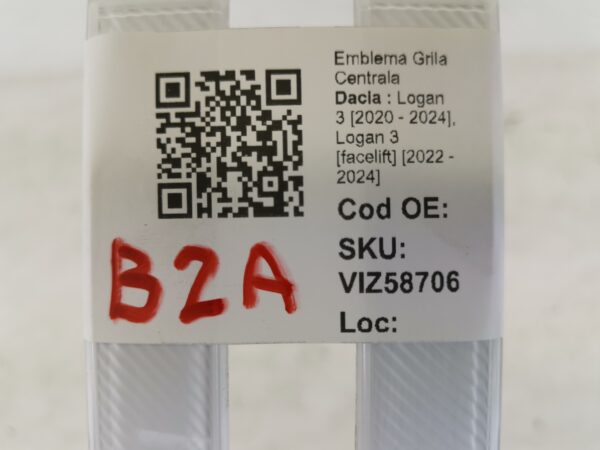 Emblema Grila
Centrala
Dacia : Logan
3 [2020 - 2024],
Logan 3
[facelift] [2022 -
2024]
Cod OE:
SKU:
VIZ58706
Loc:
B2A